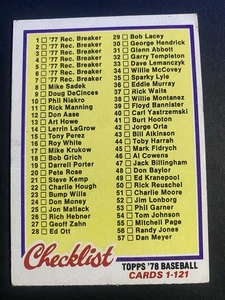 1 □ '77 Rec. Breaker
2 □ '77 Rec. Breaker
3 □ '77 Rec. Breaker
4 □ '77 Rec. Breaker
5 □ '77 Rec. Breaker
6 □ '77 Rec. Breaker
7 □ '77 Rec. Breaker
8 □ Mike Sadek
9 □ Doug DeCinces
10 □ Phil Niekro
11 □ Rick Manning
12 □ Don Aase
13 □ Art Howe
14 □ Lerrin LaGrow
15 □ Tony Perez
16 □ Roy White
17 □ Mike Krukow
18 □ Bob Grich
19 □ Darrell Porter
20 □ Pete Rose
21 □ Steve Kemp
22 □ Charlie Hough
23 □ Bump Wills
24 □ Don Money
25 □ Jon Matlack
26 □ Rich Hebner
27 □ Geoff Zahn
28 □ Ed Ott
29 □ Bob Lacey
30 □ George Hendrick
31 □ Glenn Abbott
32 □ Garry Templeton
33 □ Dave Lemanczyk
34 □ Willie McCovey
35 □ Sparky Lyle
36 □ Eddie Murray
37 □ Rick Waits
38 □ Willie Montanez
39 □ Floyd Bannister
40 □ Carl Yastrzemski
41 □ Burt Hooton
42 □ Jorge Orta
43 □ Bill Atkinson
44 □ Toby Harrah
45 □ Mark Fidrych
46 □ Al Cowens
47 □ Jack Billingham
48 □ Don Baylor
49 □ Ed Kranepool
50 □ Rick Reuschel
51 □ Charlie Moore
52 □ Jim Lonborg
53 □ Phil Garner
54 □ Tom Johnson
55 □ Mitchell Page
56 □ Randy Jones
57 □ Dan Meyer
Checklist
TOPPS '78 BASEBALL
CARDS 1-121